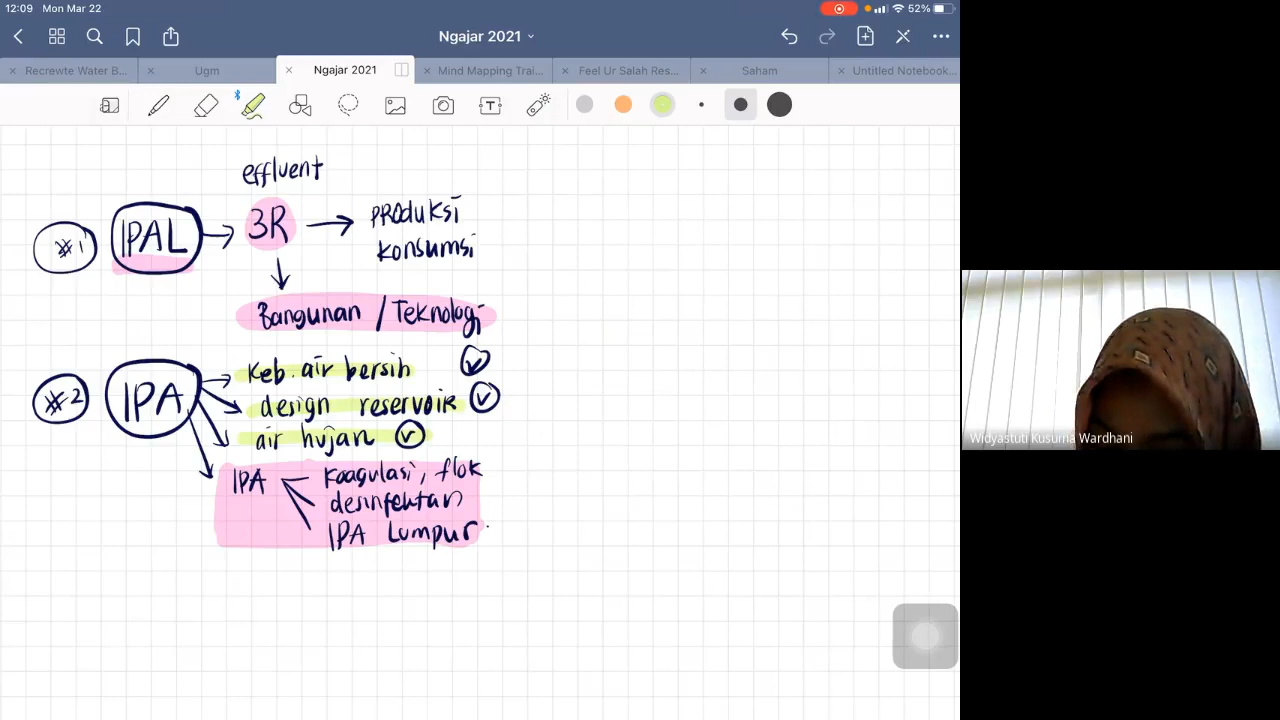 12:09 Mon Mar 22
52%
Ngajar 2021
Recrewte Water B...
Ugm
Ngajar 2021
Mind Mapping Trai...
Feel Ur Salah Res...
Saham
Untitled Notebook...
effluent
#1 IPAL → 3R → PRODUKSI
KONSUMSI
Bangunan / Teknologi
#2 IPA
Keb. air bersih
design reservoir
air hujan
IPA
Koagulasi, flok
desinfektan
IPA Lumpur
Widyastuti Kusuma Wardhani